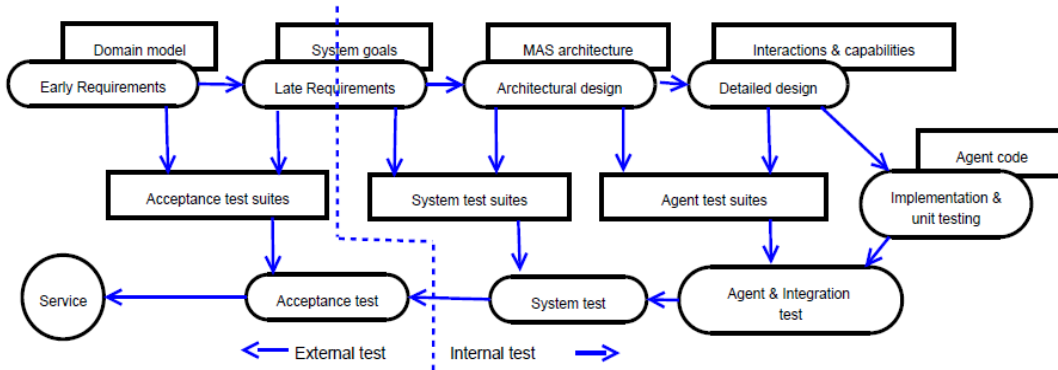 Domain model
System goals
MAS architecture
Interactions & capabilities
Early Requirements
Late Requirements
Architectural design
Detailed design
Agent code
Acceptance test suites
System test suites
Agent test suites
Implementation &
unit testing
Service
Acceptance test
System test
Agent & Integration
test
External test
Internal test